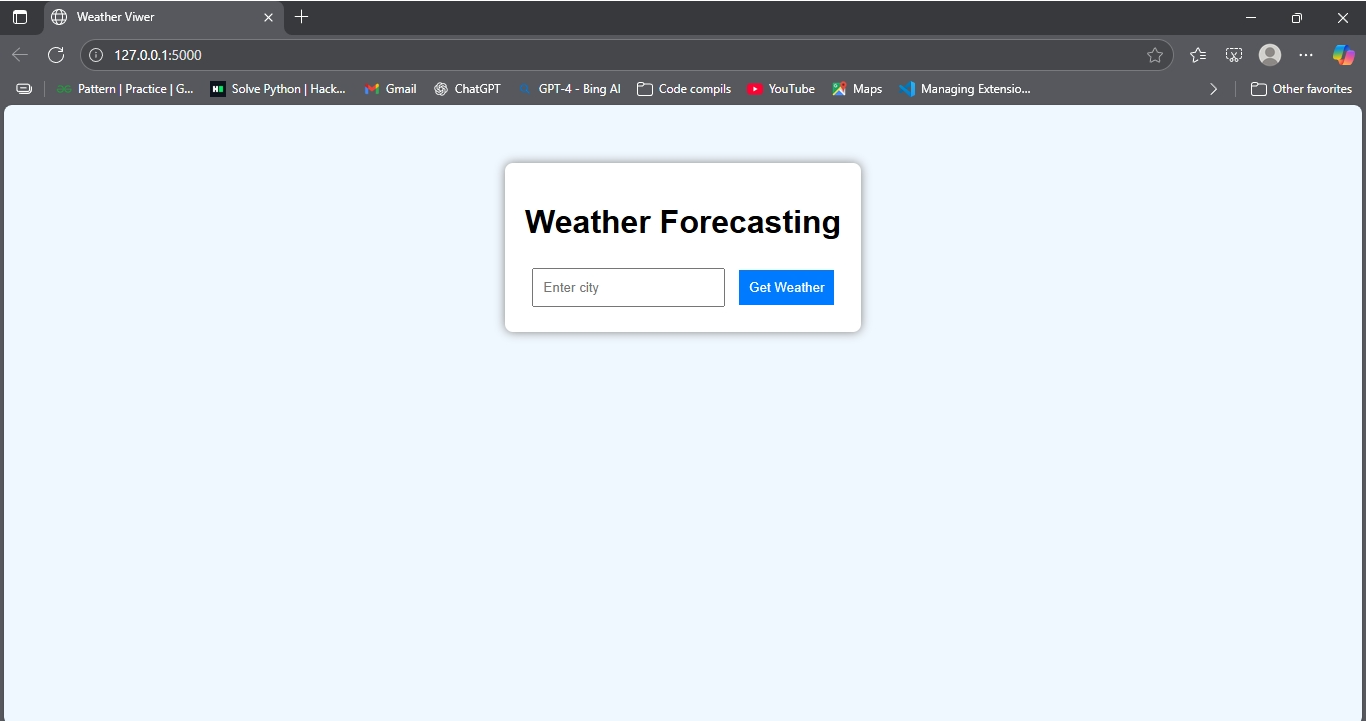 Weather Viwer
127.0.0.1:5000
Pattern | Practice | G... Solve Python | Hack... Gmail ChatGPT GPT-4 - Bing AI Code compils YouTube Maps Managing Extensio... Other favorites
Weather Forecasting
Enter city Get Weather